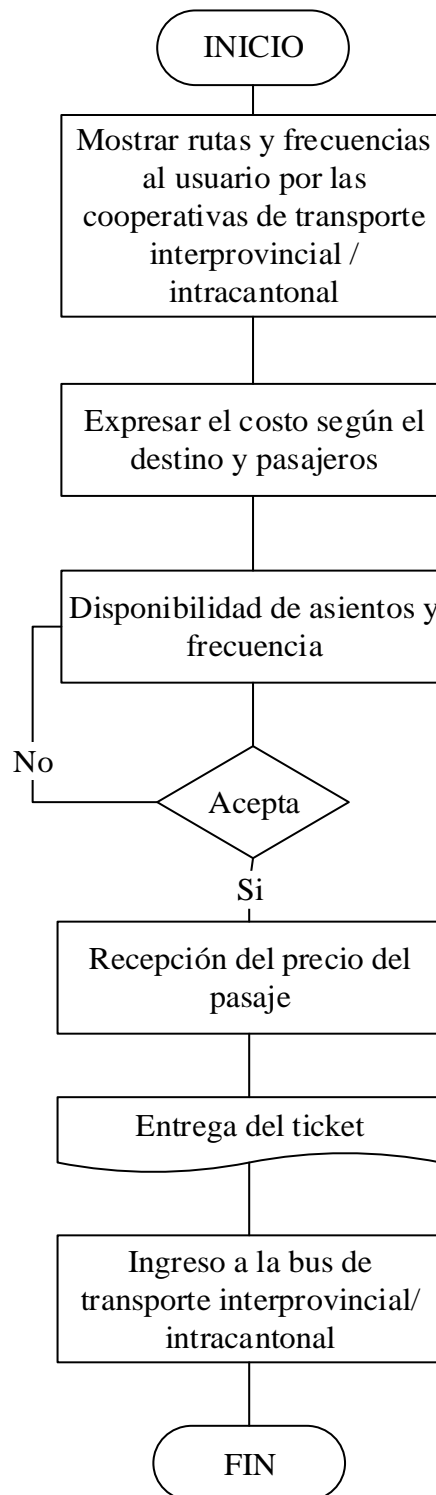 INICIO
Mostrar rutas y frecuencias
al usuario por las
cooperativas de transporte
interprovincial /
intracantonal
Expresar el costo según el
destino y pasajeros
Disponibilidad de asientos y
frecuencia
No
Acepta
Si
Recepción del precio del
pasaje
Entrega del ticket
Ingreso a la bus de
transporte interprovincial/
intracantonal
FIN